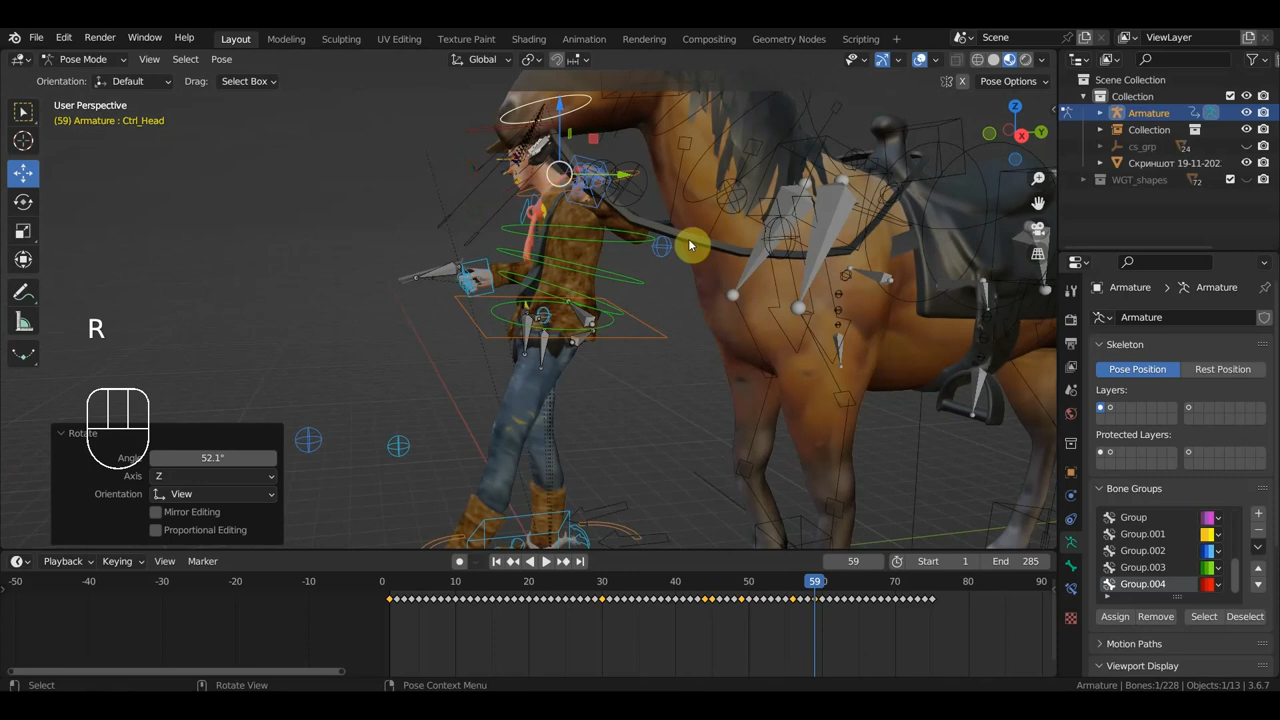 File Edit Render Window Help Layout Modeling Sculpting UV Editing Texture Paint Shading Animation Rendering Compositing Geometry Nodes Scripting + Scene ViewLayer
Pose Mode View Select Pose Global
Orientation: Default Drag: Select Box X Pose Options
User Perspective
(59) Armature : Ctrl_Head
Z
Y
X
R
Rotate
Angle 52.1°
Axis Z
Orientation View
Mirror Editing
Proportional Editing
Playback Keying View Marker 59 Start 1 End 285
-50 -40 -30 -20 -10 0 10 20 30 40 50 59 70 80 90
Select Rotate View Pose Context Menu Armature | Bones:1/228 | Objects:1/13 | 3.6.7
Scene Collection
Collection
Armature
Collection
cs_grp 24
Скриншот 19-11-202
WGT_shapes 72
Armature Armature
Armature
Skeleton
Pose Position Rest Position
Layers:
Protected Layers:
Bone Groups
Group
Group.001
Group.002
Group.003
Group.004
Assign Remove Select Deselect
Motion Paths
Viewport Display